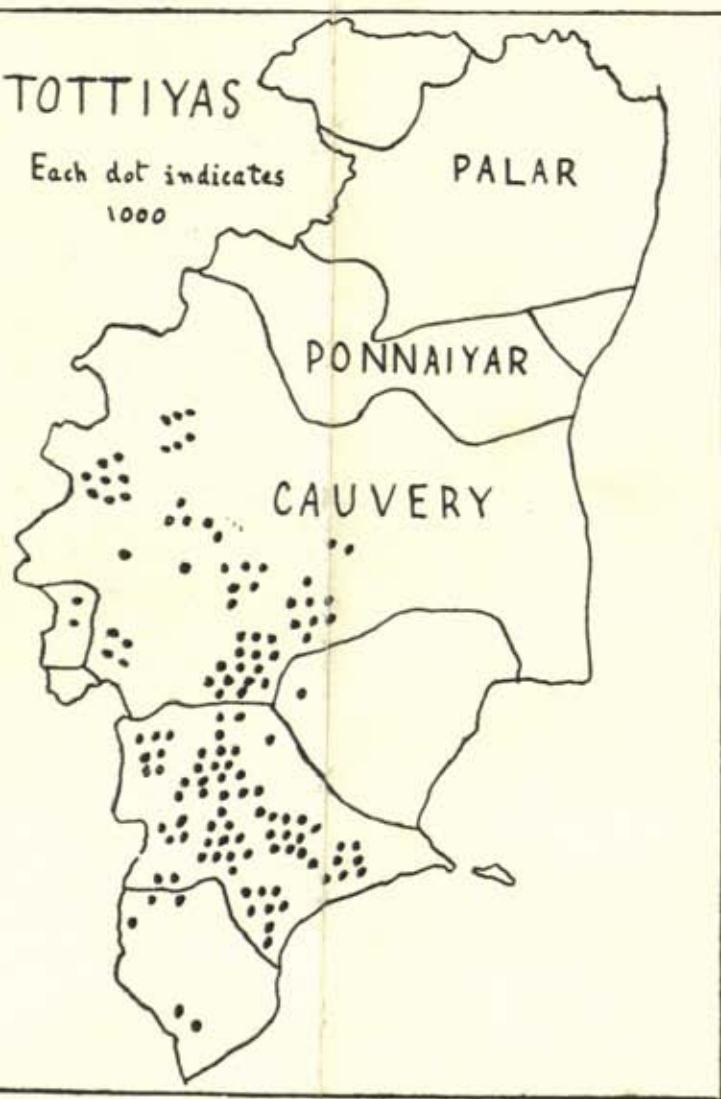 TOTTIYAS
Each dot indicates
1000
PALAR
PONNAIYAR
CAUVERY